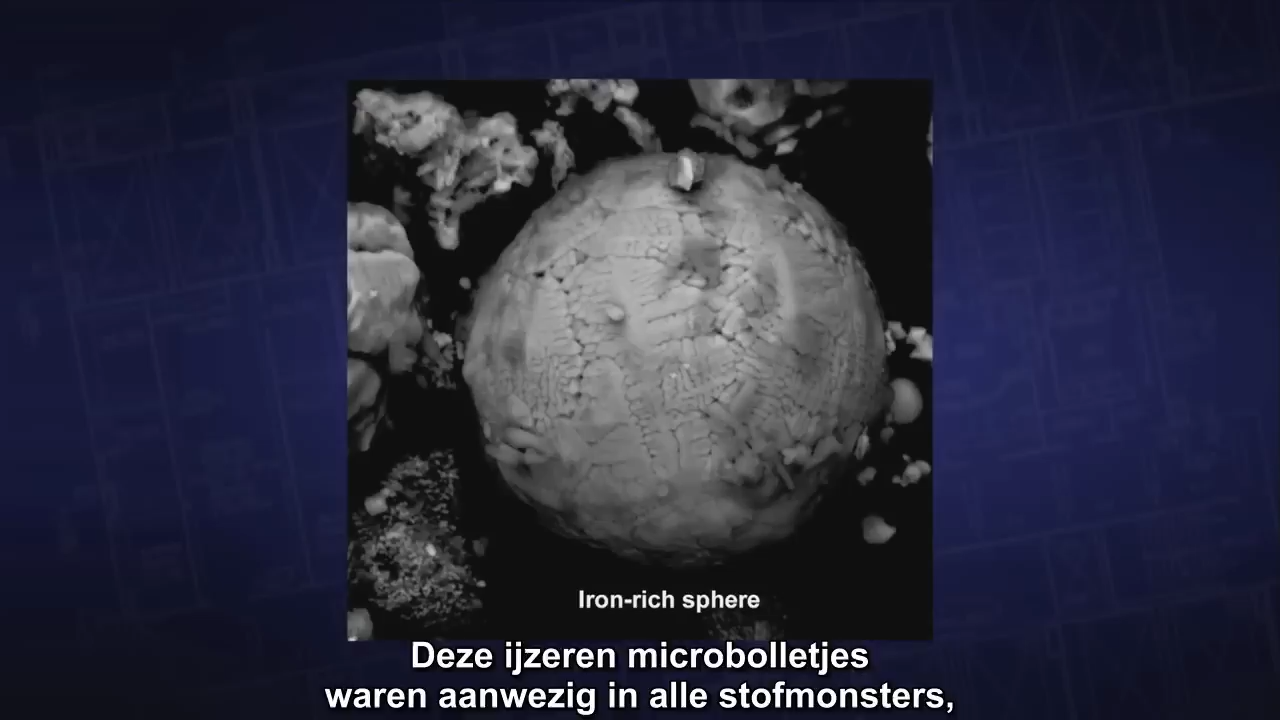 Iron-rich sphere
Deze ijzeren microbolletjes
waren aanwezig in alle stofmonsters,